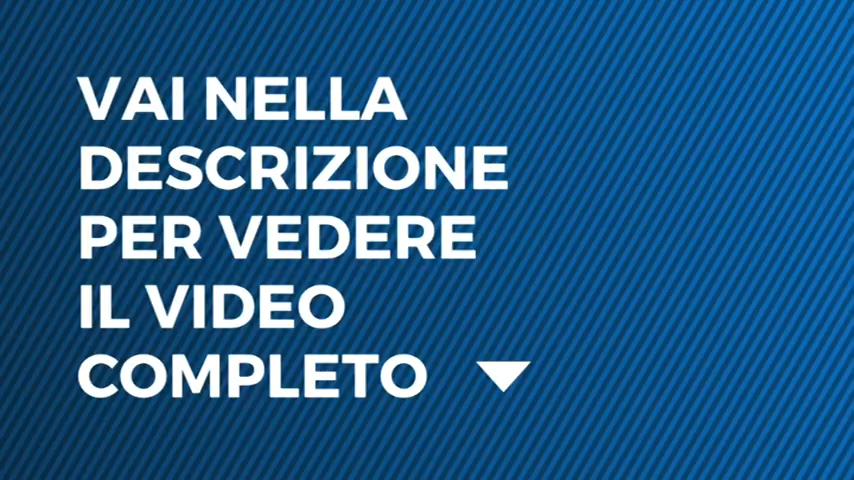 VAI NELLA
DESCRIZIONE
PER VEDERE
IL VIDEO
COMPLETO